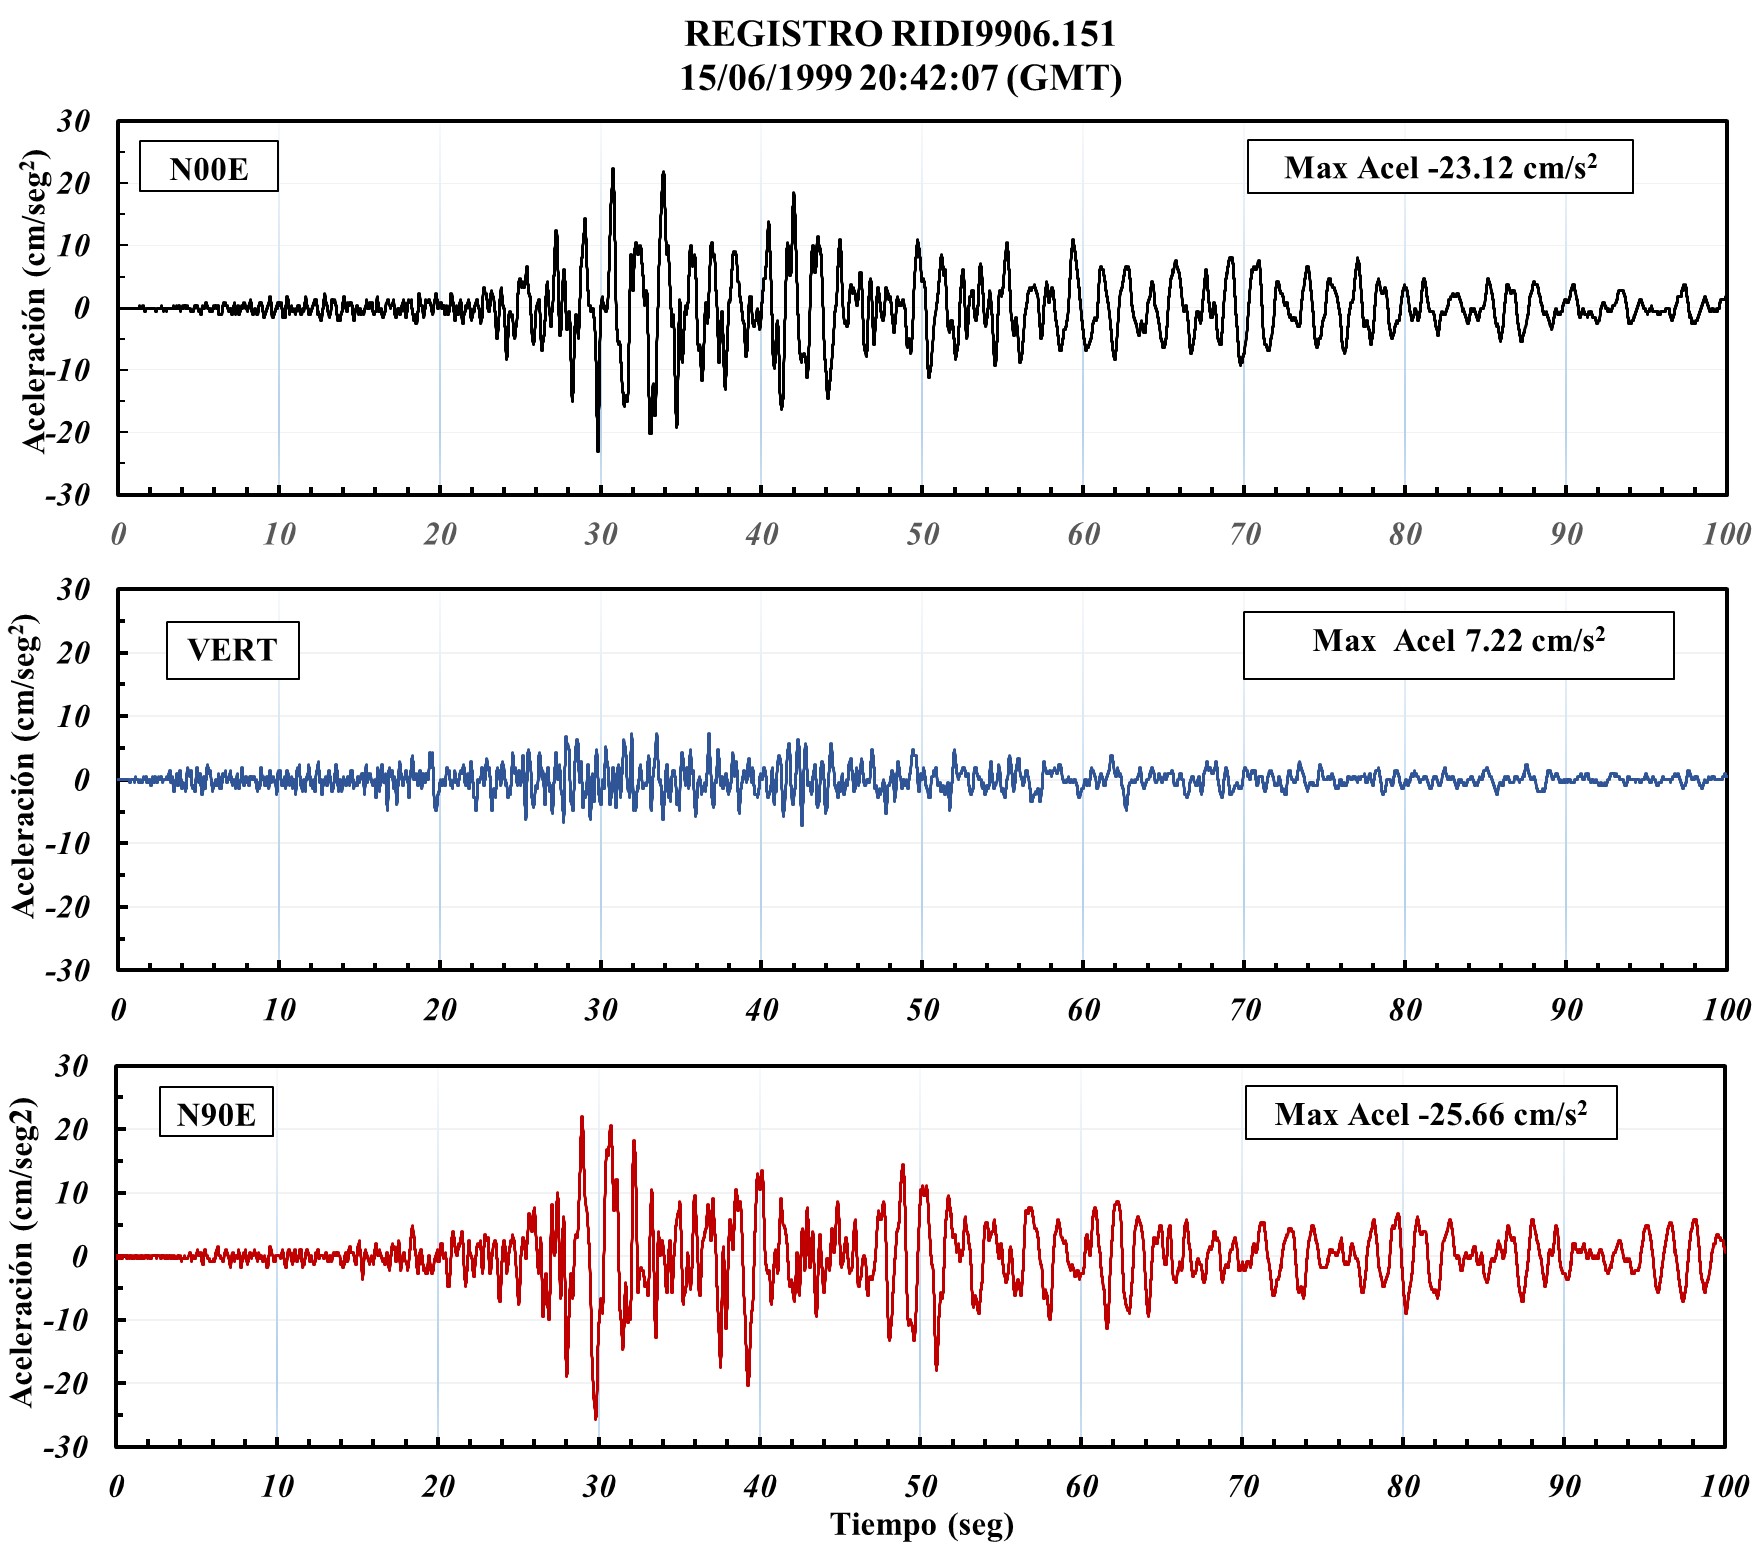 REGISTRO RIDI9906.151
15/06/1999 20:42:07 (GMT)
Aceleración (cm/seg²)
30
20
10
0
-10
-20
-30
N00E
Max Acel -23.12 cm/s²
0 10 20 30 40 50 60 70 80 90 100
Aceleración (cm/seg²)
30
20
10
0
-10
-20
-30
VERT
Max Acel 7.22 cm/s²
0 10 20 30 40 50 60 70 80 90 100
Aceleración (cm/seg2)
30
20
10
0
-10
-20
-30
N90E
Max Acel -25.66 cm/s²
0 10 20 30 40 50 60 70 80 90 100
Tiempo (seg)